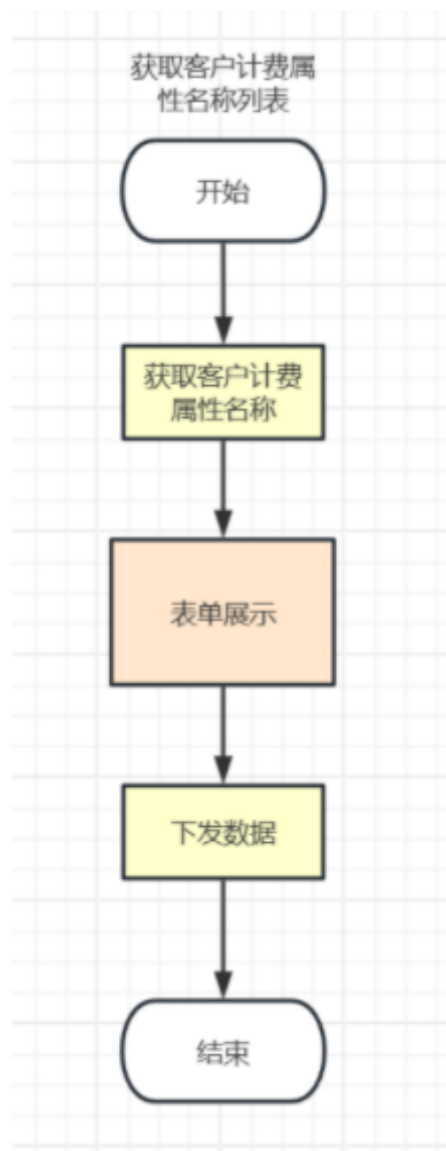 获取客户计费属
性名称列表
开始
获取客户计费
属性名称
表单展示
下发数据
结束